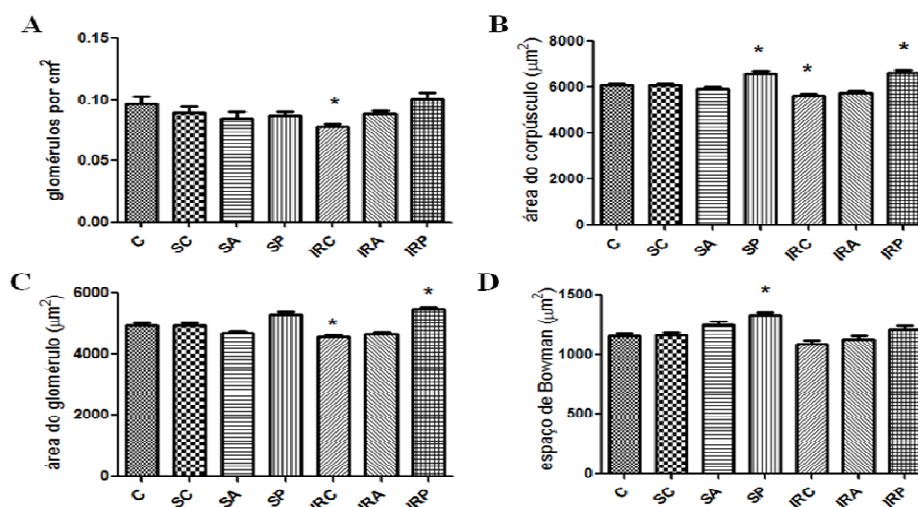 A
glomérulos por cm²
0.15
0.10
0.05
0.00
*
C SC SA SP IRC IRA IRP
B
área do corpúsculo (µm²)
8000
6000
4000
2000
0
* * *
C SC SA SP IRC IRA IRP
C
área do glomérulo (µm²)
6000
4000
2000
0
* *
C SC SA SP IRC IRA IRP
D
espaço de Bowman (µm²)
1500
1000
500
0
*
C SC SA SP IRC IRA IRP